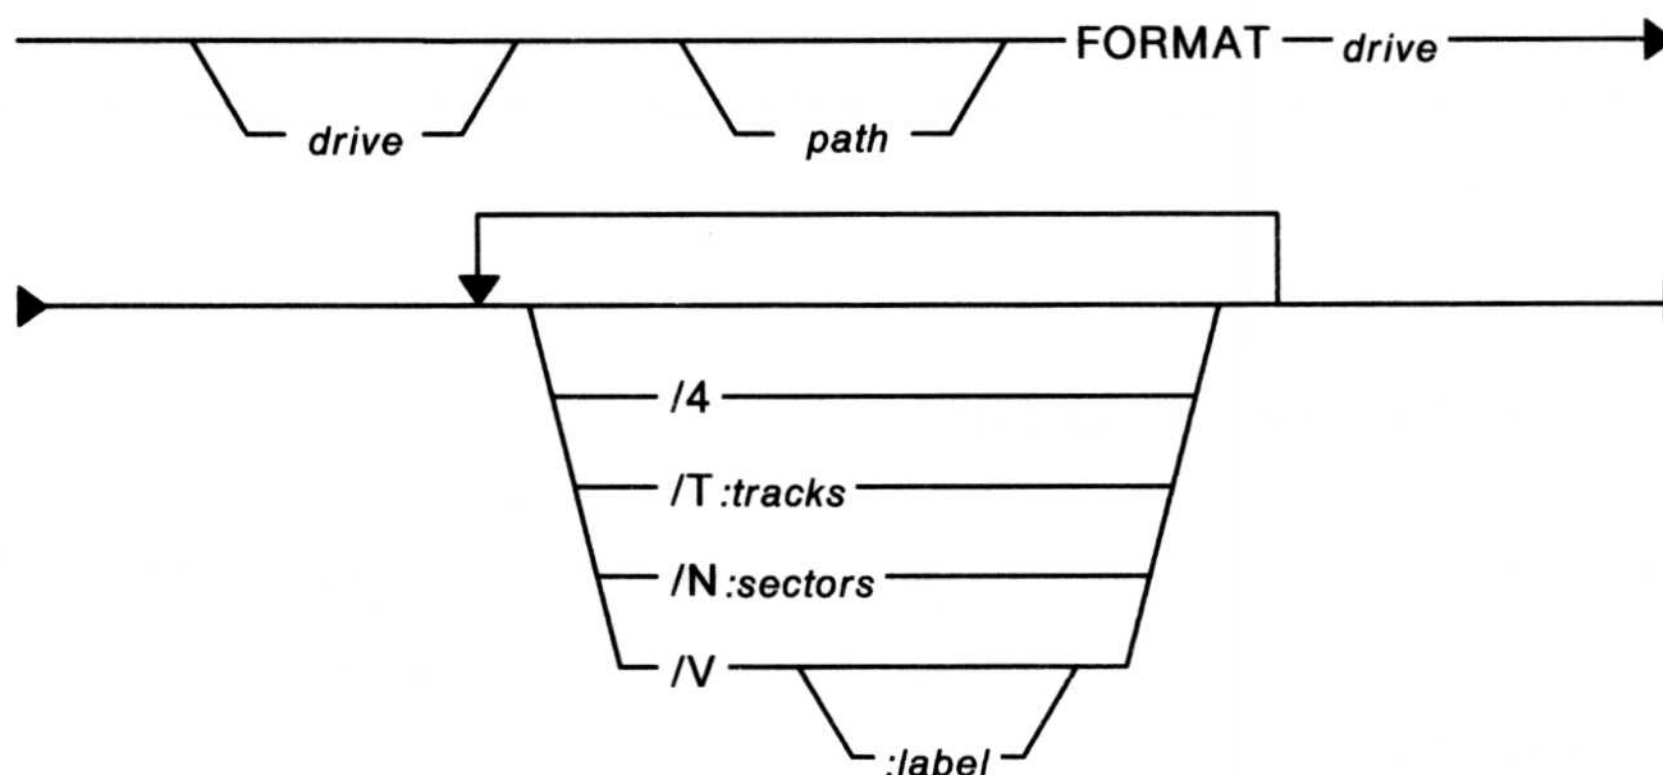 FORMAT drive
drive path
/4
/T:tracks
/N:sectors
/V
:label